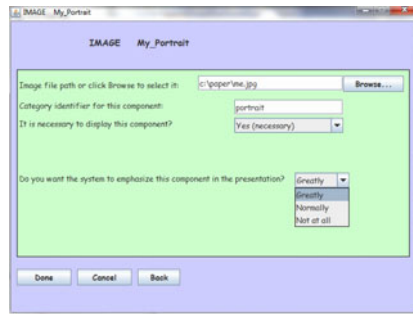 IMAGE My_Portrait
IMAGE My_Portrait
Image file path or click Browse to select it: c:\paper\me.jpg Browse...
Category identifier for this component: portrait
It is necessary to display this component? Yes (necessary)
Do you want the system to emphasize this component in the presentation? Greatly
Greatly
Normally
Not at all
Done Cancel Back